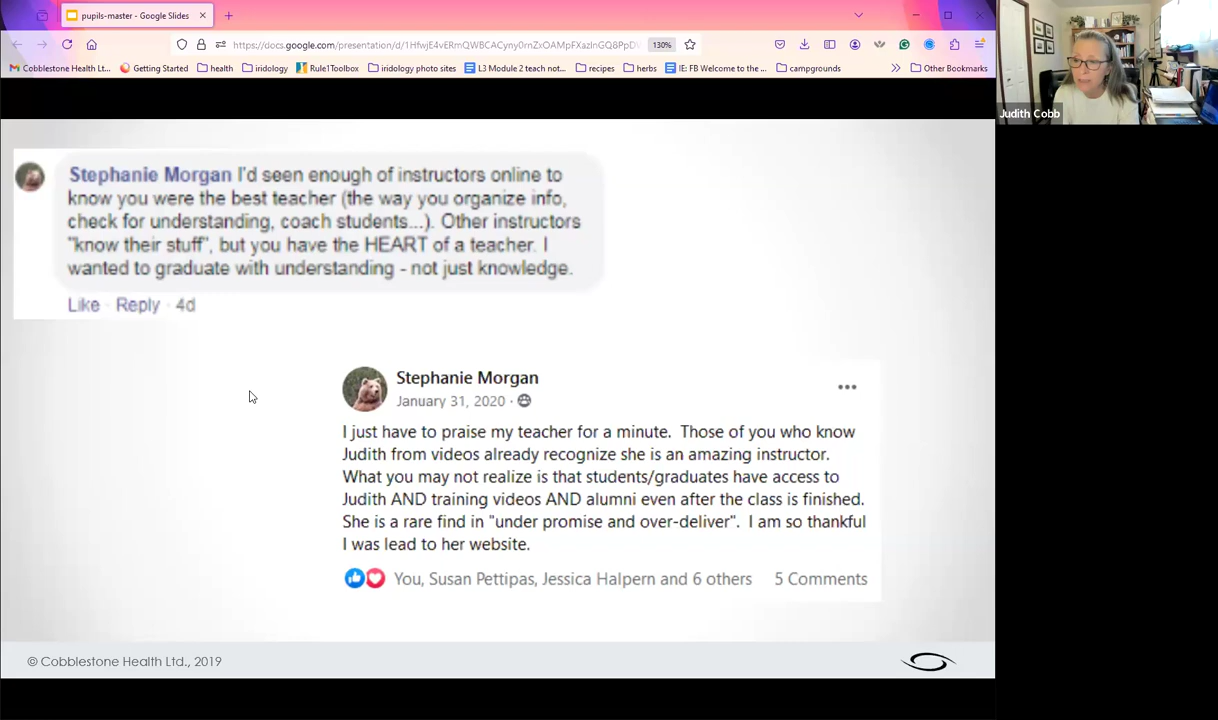 pupils-master - Google Slides
https://docs.google.com/presentation/d/
130%
Cobblestone Health Lt...
Getting Started
health
iridology
Rule1Toolbox
iridology photo sites
L3 Module 2 teach not...
recipes
herbs
IE: FB Welcome to the ...
campgrounds
Other Bookmarks
Judith Cobb
Stephanie Morgan I'd seen enough of instructors online to
know you were the best teacher (the way you organize info,
check for understanding, coach students...). Other instructors
"know their stuff", but you have the HEART of a teacher. I
wanted to graduate with understanding - not just knowledge.
Like · Reply · 4d
Stephanie Morgan
January 31, 2020 ·
I just have to praise my teacher for a minute. Those of you who know
Judith from videos already recognize she is an amazing instructor.
What you may not realize is that students/graduates have access to
Judith AND training videos AND alumni even after the class is finished.
She is a rare find in "under promise and over-deliver". I am so thankful
I was lead to her website.
You, Susan Pettipas, Jessica Halpern and 6 others 5 Comments
© Cobblestone Health Ltd., 2019